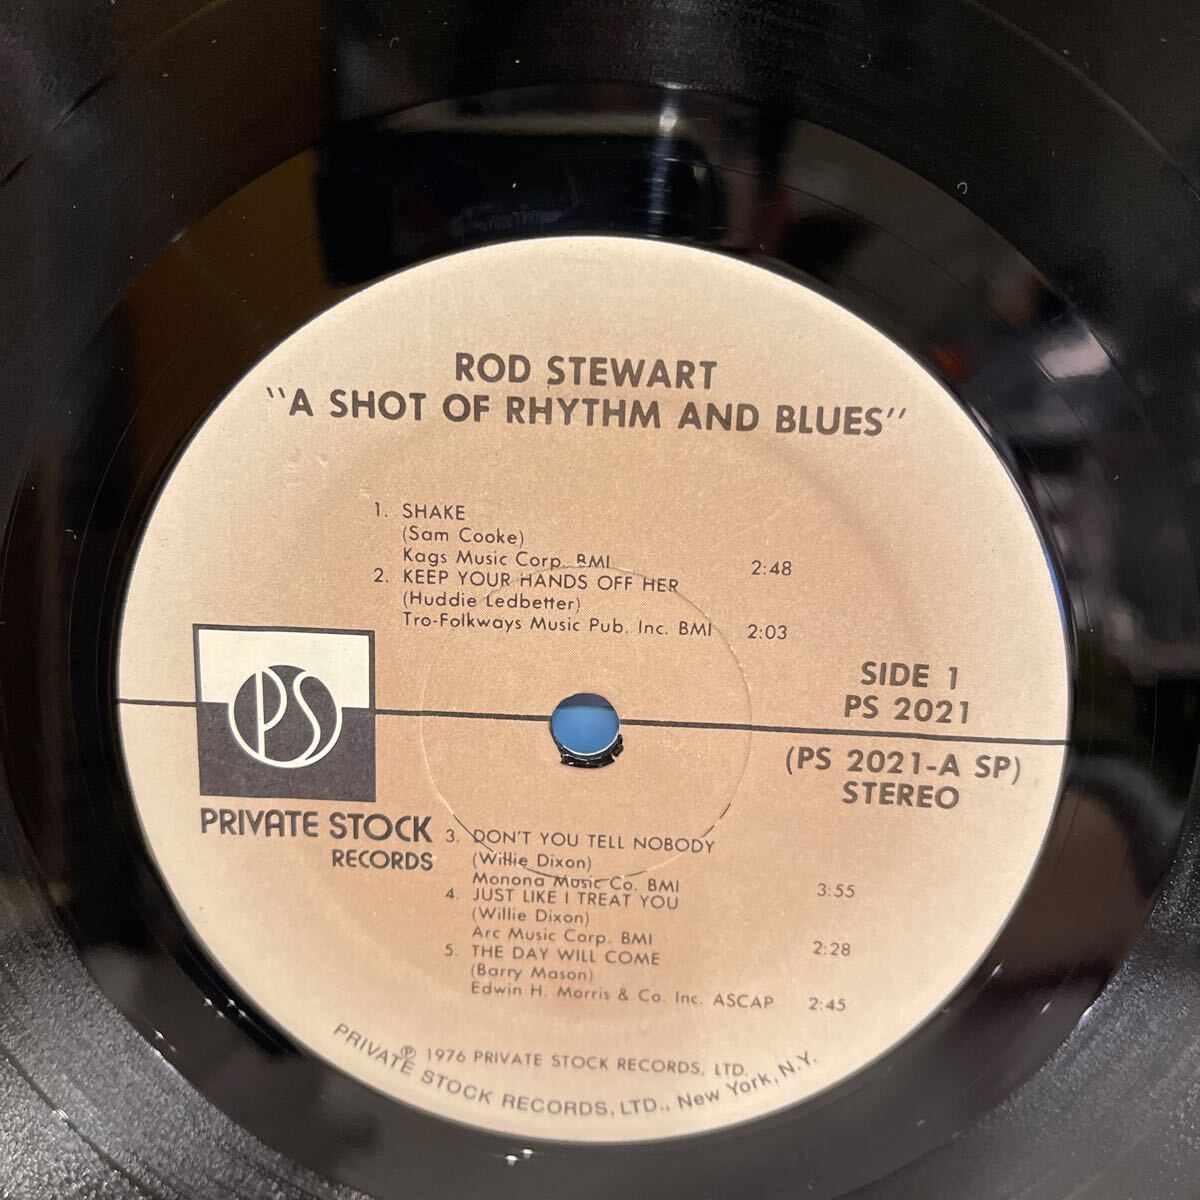 ROD STEWART
"A SHOT OF RHYTHM AND BLUES"
1. SHAKE
(Sam Cooke)
Kags Music Corp. BMI 2:48
2. KEEP YOUR HANDS OFF HER
(Huddie Ledbetter)
Tro-Folkways Music Pub. Inc. BMI 2:03
SIDE 1
PS 2021
(PS 2021-A SP)
STEREO
PS
PRIVATE STOCK
RECORDS
3. DON'T YOU TELL NOBODY
(Willie Dixon)
Monona Music Co. BMI 3:55
4. JUST LIKE I TREAT YOU
(Willie Dixon)
Arc Music Corp. BMI 2:28
5. THE DAY WILL COME
(Barry Mason)
Edwin H. Morris & Co. Inc. ASCAP 2:45
℗ 1976 PRIVATE STOCK RECORDS, LTD.
PRIVATE STOCK RECORDS, LTD., New York, N.Y.